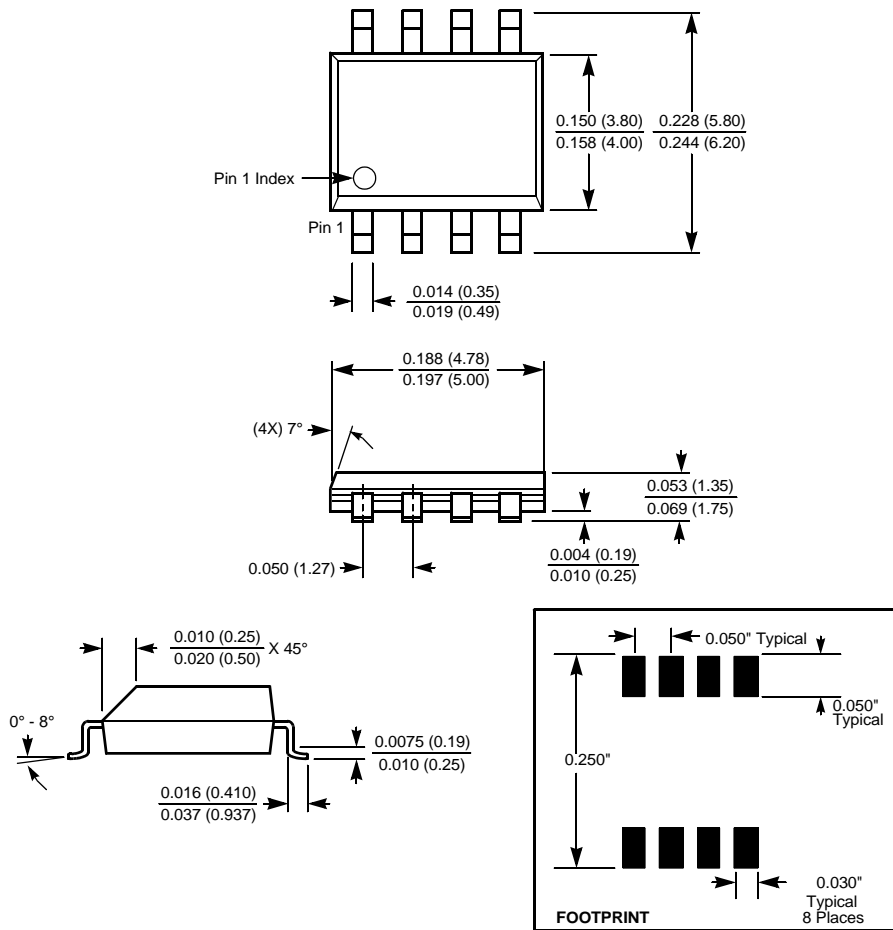 0.150 (3.80)
0.158 (4.00)
0.228 (5.80)
0.244 (6.20)
Pin 1 Index
Pin 1
0.014 (0.35)
0.019 (0.49)
0.188 (4.78)
0.197 (5.00)
(4X) 7°
0.053 (1.35)
0.069 (1.75)
0.050 (1.27)
0.004 (0.19)
0.010 (0.25)
0.010 (0.25)
0.020 (0.50)
X 45°
0° - 8°
0.0075 (0.19)
0.010 (0.25)
0.016 (0.410)
0.037 (0.937)
0.050" Typical
0.050"
Typical
0.250"
0.030"
Typical
8 Places
FOOTPRINT